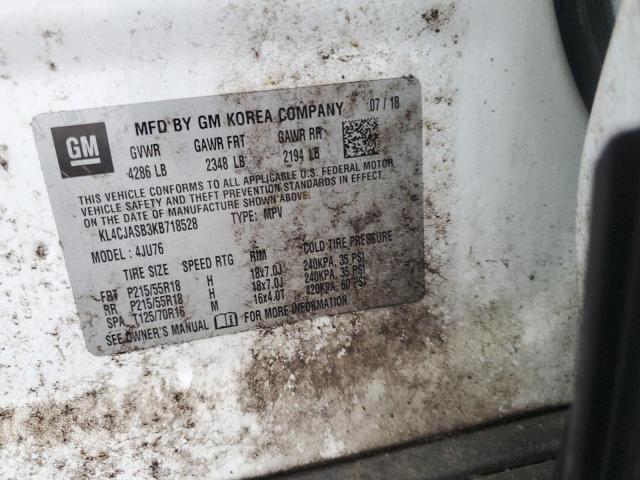 GM
MFD BY GM KOREA COMPANY 07 / 18
GVWR GAWR FRT GAWR RR
4286 LB 2348 LB 2194 LB
THIS VEHICLE CONFORMS TO ALL APPLICABLE U.S. FEDERAL MOTOR
VEHICLE SAFETY AND THEFT PREVENTION STANDARDS IN EFFECT
ON THE DATE OF MANUFACTURE SHOWN ABOVE.
KL4CJASB3KB718528 TYPE: MPV
MODEL : 4JU76
TIRE SIZE SPEED RTG RIM COLD TIRE PRESSURE
FRT P215/55R18 H 18x7.0J 240KPA, 35 PSI
RR P215/55R18 H 18x7.0J 240KPA, 35 PSI
SPA T125/70R16 M 16x4.0T 420KPA, 60 PSI
SEE OWNER'S MANUAL FOR MORE INFORMATION.